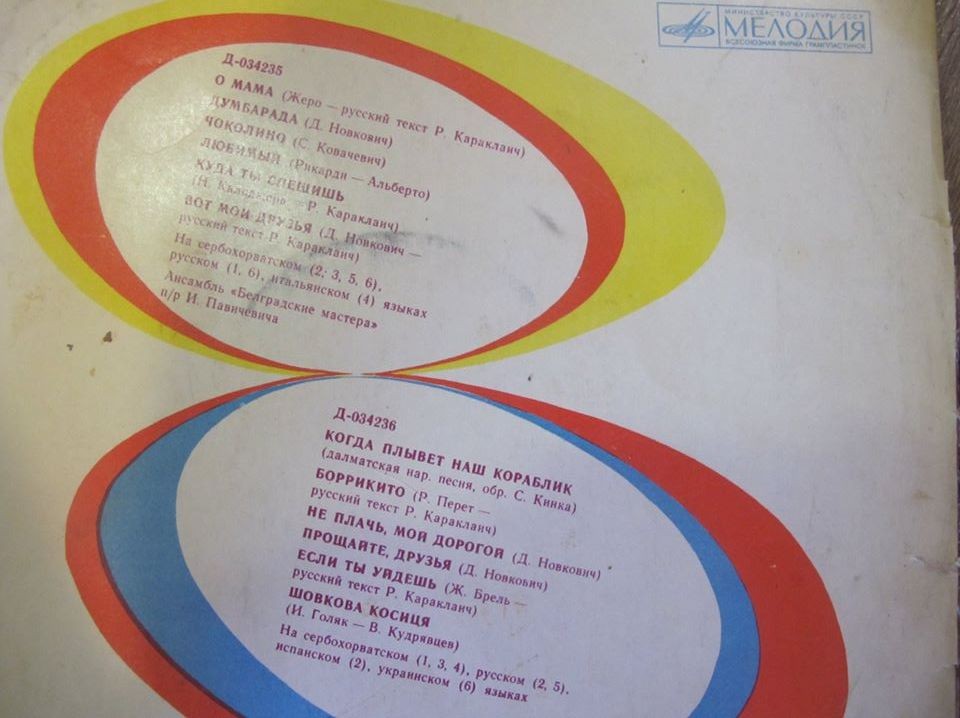 МИНИСТЕРСТВО КУЛЬТУРЫ СССР
МЕЛОДИЯ
ВСЕСОЮЗНАЯ ФИРМА ГРАМПЛАСТИНОК
Д-034235
О МАМА (Жеро — русский текст Р. Караклаич)
ДУМБАРАДА (Д. Новкович)
ЧОКОЛИНО (С. Ковачевич)
ЛЮБИМЫЙ (Рикарди — Альберто)
КУДА ТЫ СПЕШИШЬ
(Н. — Р. Караклаич)
ВОТ МОИ ДРУЗЬЯ (Д. Новкович —
русский текст Р. Караклаич)
На сербохорватском (2; 3, 5, 6),
русском (1, 6), итальянском (4) языках
Ансамбль «Белградские мастера»
п/р И. Павичевича
Д-034236
КОГДА ПЛЫВЕТ НАШ КОРАБЛИК
(далматская нар. песня, обр. С. Кинка)
БОРРИКИТО (Р. Перет —
русский текст Р. Караклаич)
НЕ ПЛАЧЬ, МОЙ ДОРОГОЙ (Д. Новкович)
ПРОЩАЙТЕ, ДРУЗЬЯ (Д. Новкович)
ЕСЛИ ТЫ УЙДЕШЬ (Ж. Брель —
русский текст Р. Караклаич)
ШОВКОВА КОСИЦЯ
(И. Голяк — В. Кудрявцев)
На сербохорватском (1, 3, 4), русском (2, 5),
испанском (2), украинском (6) языках